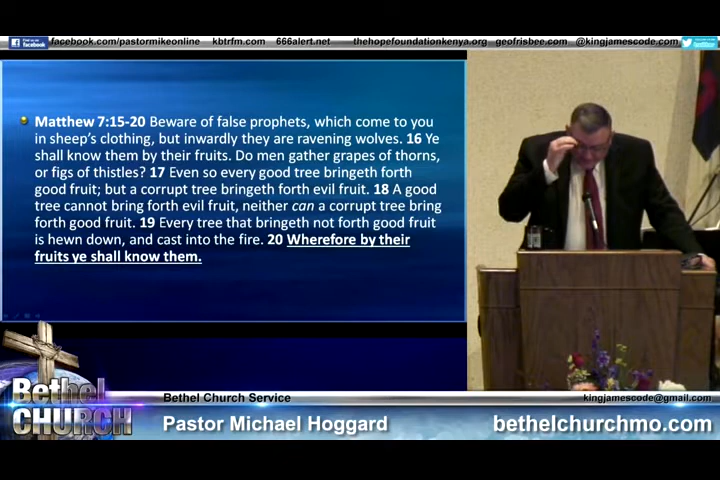 Find us on facebook
facebook.com/pastormikeonline kbtrfm.com 666alert.net thehopefoundationkenya.org geofrisbee.com @kingjamescode.com
Matthew 7:15-20 Beware of false prophets, which come to you
in sheep's clothing, but inwardly they are ravening wolves. 16 Ye
shall know them by their fruits. Do men gather grapes of thorns,
or figs of thistles? 17 Even so every good tree bringeth forth
good fruit; but a corrupt tree bringeth forth evil fruit. 18 A good
tree cannot bring forth evil fruit, neither can a corrupt tree bring
forth good fruit. 19 Every tree that bringeth not forth good fruit
is hewn down, and cast into the fire. 20 Wherefore by their
fruits ye shall know them.
Bethel
CHURCH
Bethel Church Service
kingjamescode@gmail.com
Pastor Michael Hoggard
bethelchurchmo.com